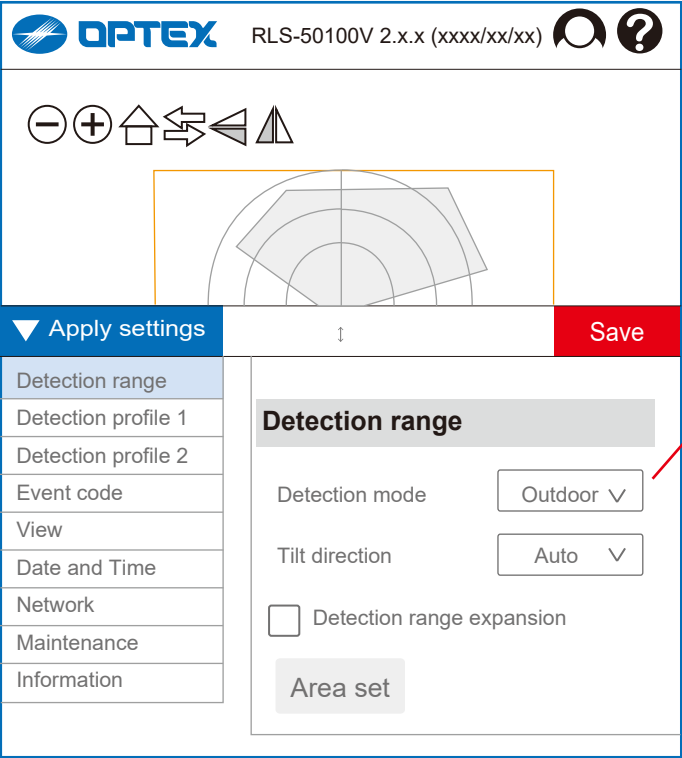 OPTEX RLS-50100V 2.x.x (xxxx/xx/xx) ?
Apply settings Save
Detection range
Detection profile 1
Detection profile 2
Event code
View
Date and Time
Network
Maintenance
Information
Detection range
Detection mode Outdoor
Tilt direction Auto
Detection range expansion
Area set